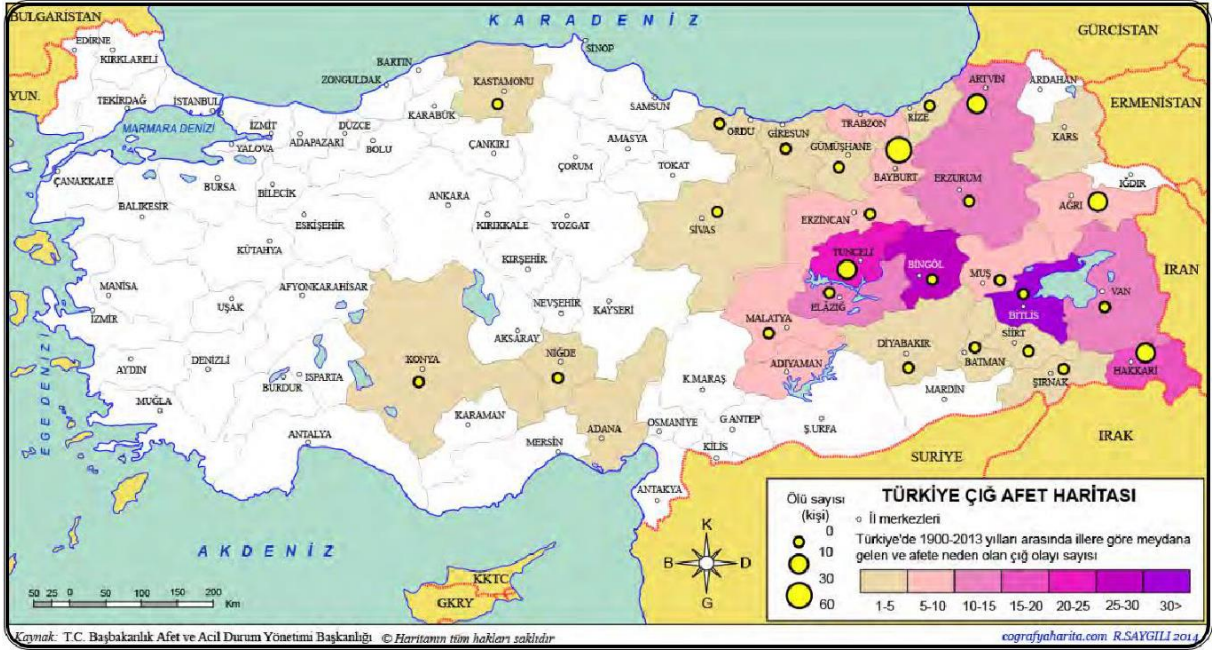 BULGARİSTAN
K A R A D E N İ Z
GÜRCİSTAN
EDİRNE
KIRKLARELİ
SİNOP
BARTIN
ZONGULDAK
KASTAMONU
ARTVİN
ARDAHAN
YUN.
TEKİRDAĞ
İSTANBUL
KARABÜK
SAMSUN
RİZE
ERMENİSTAN
MARMARA DENİZİ
İZMİT
ADAPAZARI
DÜZCE
BOLU
YALOVA
ÇANKIRI
AMASYA
ORDU
GİRESUN
TRABZON
GÜMÜŞHANE
KARS
ÇANAKKALE
BURSA
BİLECİK
ÇORUM
TOKAT
BAYBURT
ERZURUM
IĞDIR
BALIKESİR
ANKARA
ESKİŞEHİR
KIRIKKALE
YOZGAT
SİVAS
ERZİNCAN
AĞRI
KÜTAHYA
TUNCELİ
BİNGÖL
MUŞ
İRAN
KIRŞEHİR
MANİSA
UŞAK
AFYONKARAHİSAR
NEVŞEHİR
KAYSERİ
ELÂZIĞ
BİTLİS
VAN
İZMİR
AKSARAY
MALATYA
SİİRT
AYDIN
DENİZLİ
KONYA
NİĞDE
DİYABAKIR
BATMAN
BURDUR
ISPARTA
ADIYAMAN
HAKKARİ
MUĞLA
K.MARAŞ
MARDİN
ŞIRNAK
EGE DENİZİ
KARAMAN
ADANA
OSMANİYE
G.ANTEP
Ş.URFA
ANTALYA
MERSİN
KİLİS
IRAK
SURİYE
ANTAKYA
A K D E N İ Z
KKTC
GKRY
K
B
D
G
TÜRKİYE ÇIĞ AFET HARİTASI
Ölü sayısı
(kişi)
0
10
30
60
İl merkezleri
Türkiye'de 1900-2013 yılları arasında illere göre meydana
gelen ve afete neden olan çığ olayı sayısı
1-5 5-10 10-15 15-20 20-25 25-30 30>
50 25 0 50 100 150 200
Km
Kaynak: T.C. Başbakanlık Afet ve Acil Durum Yönetimi Başkanlığı © Haritanın tüm hakları saklıdır
cografyaharita.com R.SAYGILI 2014